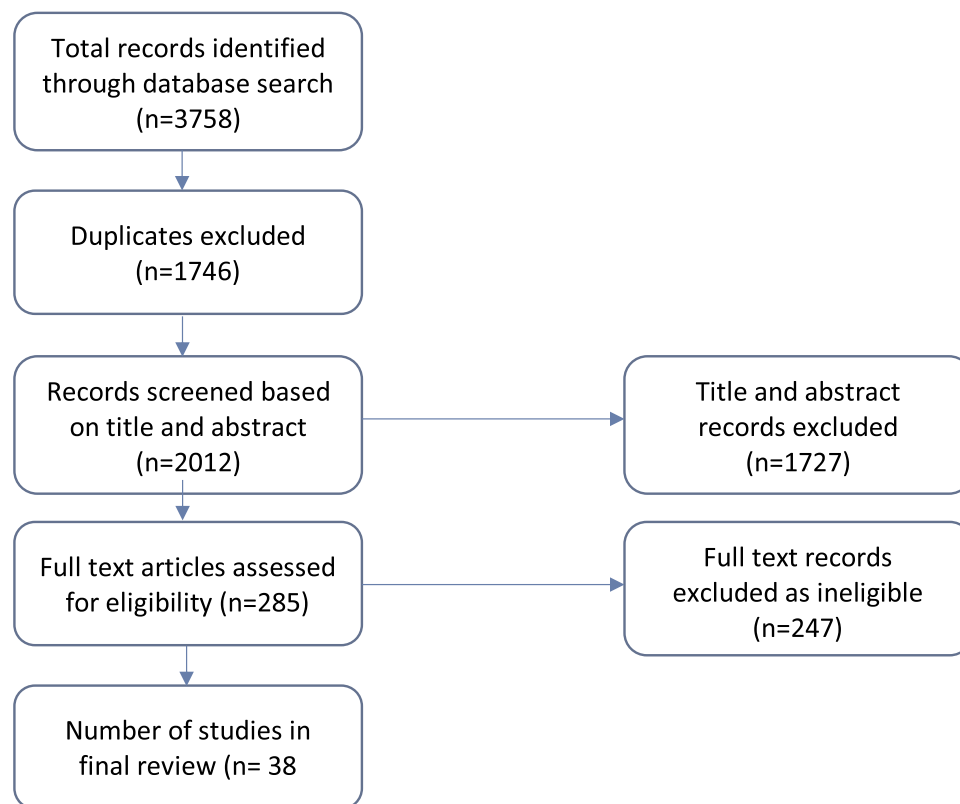 Total records identified
through database search
(n=3758)
Duplicates excluded
(n=1746)
Records screened based
on title and abstract
(n=2012)
Title and abstract
records excluded
(n=1727)
Full text articles assessed
for eligibility (n=285)
Full text records
excluded as ineligible
(n=247)
Number of studies in
final review (n= 38